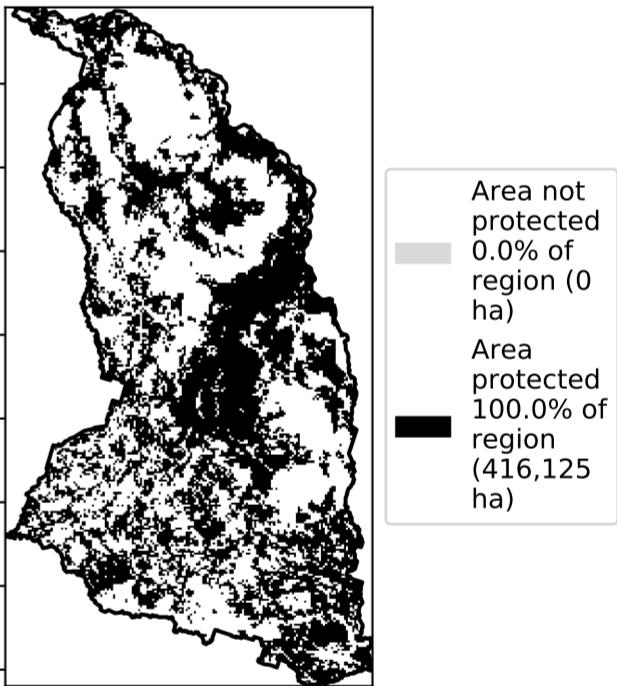 Area not
protected
0.0% of
region (0
ha)
Area
protected
100.0% of
region
(416,125
ha)